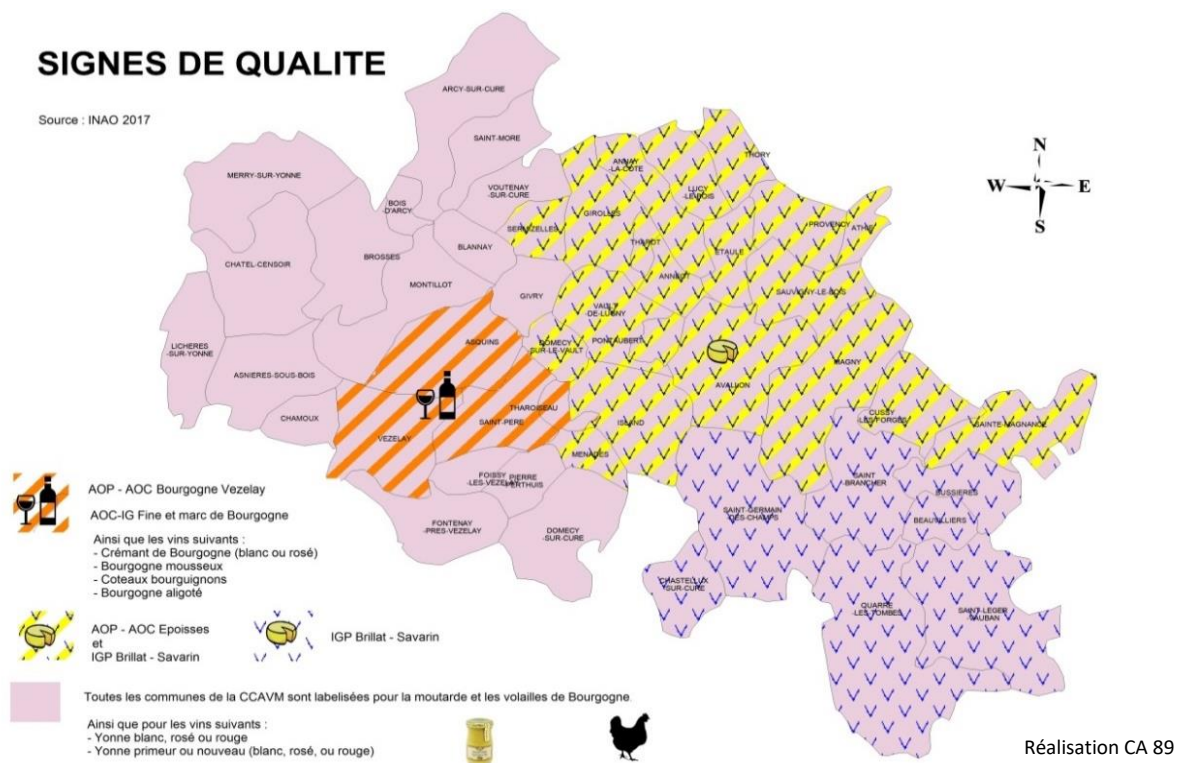 SIGNES DE QUALITE
Source : INAO 2017
N
W
E
S
ARCY-SUR-CURE
SAINT-MORE
MERRY-SUR-YONNE
VOUTENAY
-SUR-CURE
BOIS
D'ARCY
ANNAY
-LA-COTE
THORY
LUCY
-LE-BOIS
GIROLLES
SERMIZELLES
PROVENCY
ATHIE
THAROT
ETAULE
BLANNAY
BROSSES
CHATEL-CENSOIR
MONTILLOT
ANNEOT
GIVRY
SAUVIGNY-LE-BOIS
VAULT
-DE-LUGNY
LICHERES
-SUR-YONNE
ASQUINS
DOMECY
-SUR-LE-VAULT
PONTAUBERT
MAGNY
ASNIERES-SOUS-BOIS
AVALLON
CHAMOUX
THAROISEAU
SAINT-PERE
ISLAND
CUSSY
-LES-FORGES
SAINTE-MAGNANCE
VEZELAY
MENADES
FOISSY
-LES-VEZELAY
PIERRE
-PERTHUIS
SAINT
-BRANCHER
BUSSIERES
SAINT-GERMAIN
-DES-CHAMPS
BEAUVILLIERS
FONTENAY
-PRES-VEZELAY
DOMECY
-SUR-CURE
CHASTELLUX
-SUR-CURE
QUARRE
-LES-TOMBES
SAINT-LEGER
-VAUBAN
AOP - AOC Bourgogne Vezelay
AOC-IG Fine et marc de Bourgogne
Ainsi que les vins suivants :
- Crémant de Bourgogne (blanc ou rosé)
- Bourgogne mousseux
- Coteaux bourguignons
- Bourgogne aligoté
AOP - AOC Epoisses
et
IGP Brillat - Savarin
IGP Brillat - Savarin
Toutes les communes de la CCAVM sont labelisées pour la moutarde et les volailles de Bourgogne
Ainsi que pour les vins suivants :
- Yonne blanc, rosé ou rouge
- Yonne primeur ou nouveau (blanc, rosé, ou rouge)
Réalisation CA 89